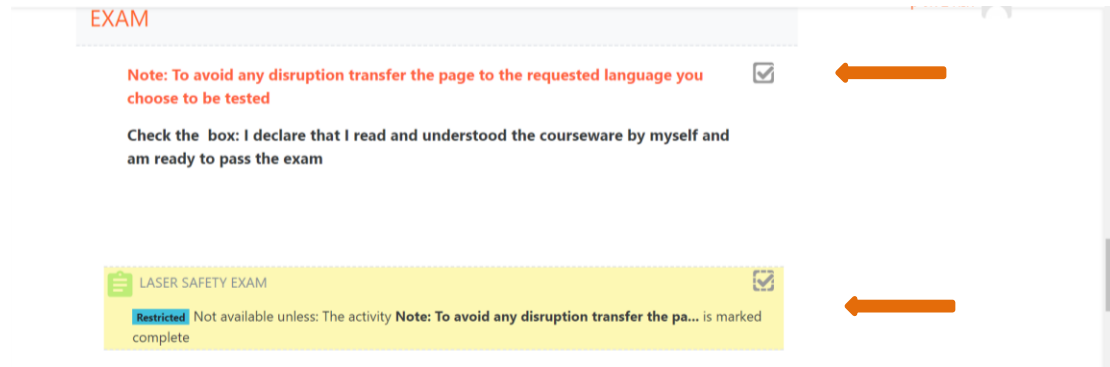 EXAM
Note: To avoid any disruption transfer the page to the requested language you
choose to be tested
Check the box: I declare that I read and understood the courseware by myself and
am ready to pass the exam
LASER SAFETY EXAM
Restricted Not available unless: The activity Note: To avoid any disruption transfer the pa... is marked
complete